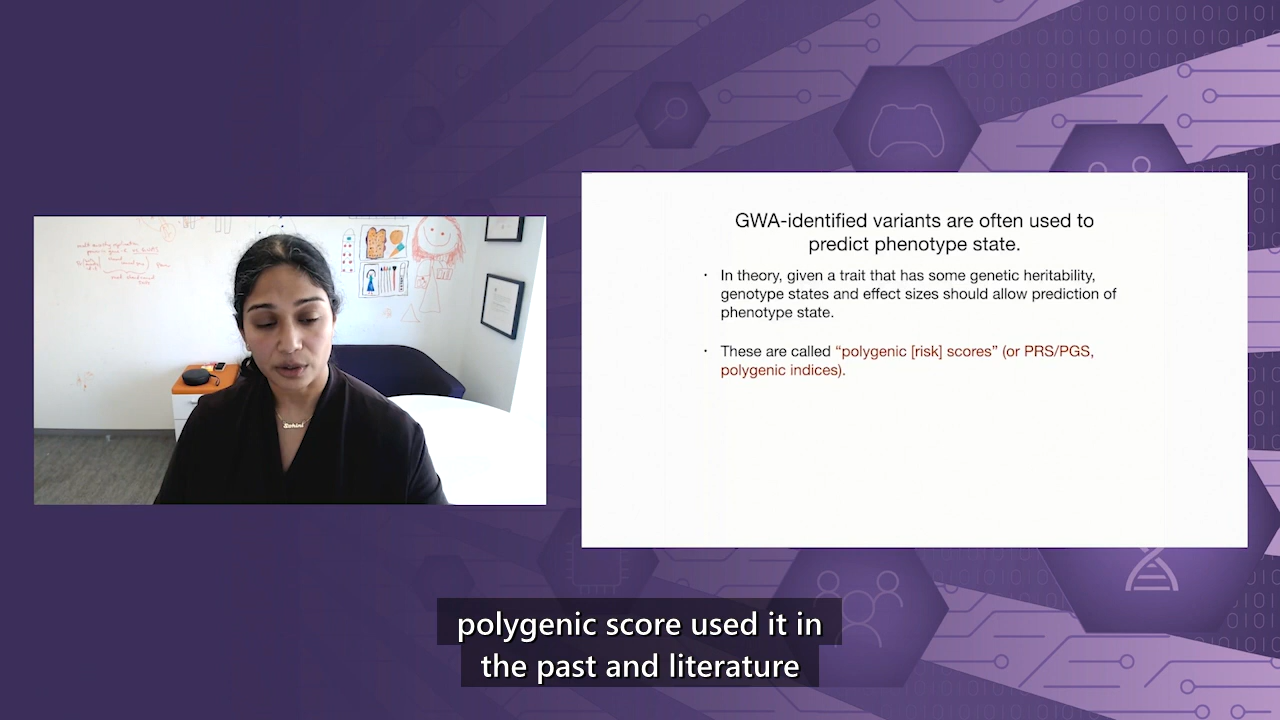 GWA-identified variants are often used to
predict phenotype state.
· In theory, given a trait that has some genetic heritability,
genotype states and effect sizes should allow prediction of
phenotype state.
· These are called “polygenic [risk] scores” (or PRS/PGS,
polygenic indices).
polygenic score used it in
the past and literature